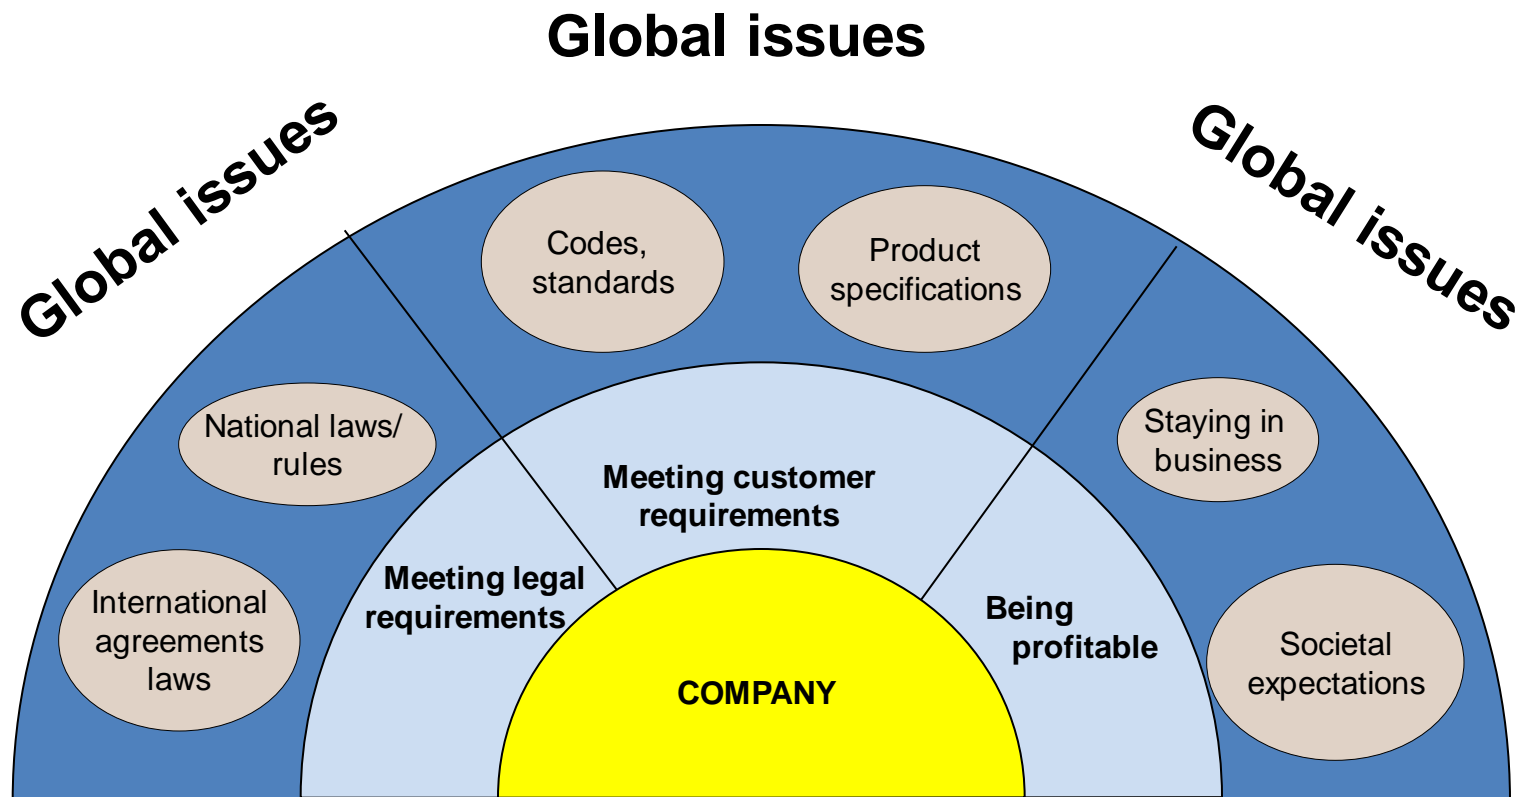 Global issues
Global issues
Global issues
Codes,
standards
Product
specifications
National laws/
rules
Staying in
business
International
agreements
laws
Societal
expectations
Meeting customer
requirements
Meeting legal
requirements
Being
profitable
COMPANY